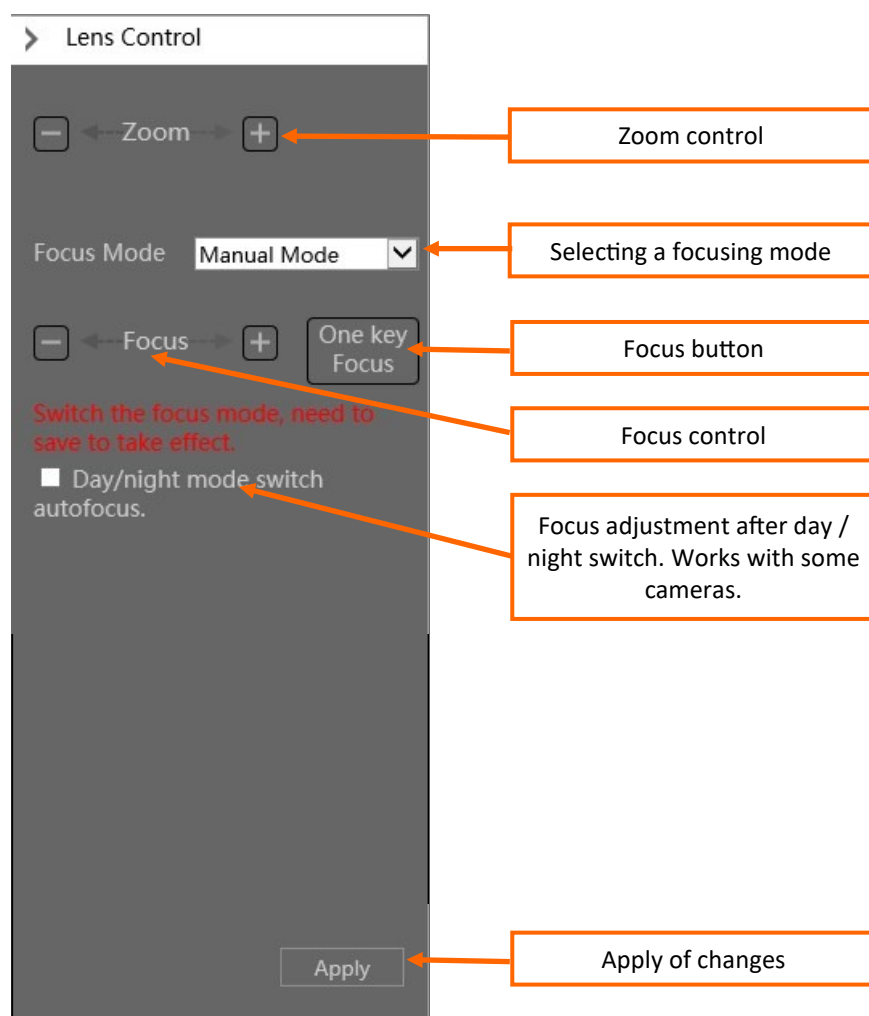 Lens Control
Zoom
Zoom control
Focus Mode Manual Mode
Selecting a focusing mode
Focus
One key
Focus
Focus button
Switch the focus mode, need to
save to take effect.
Focus control
Day/night mode switch
autofocus.
Focus adjustment after day /
night switch. Works with some
cameras.
Apply
Apply of changes